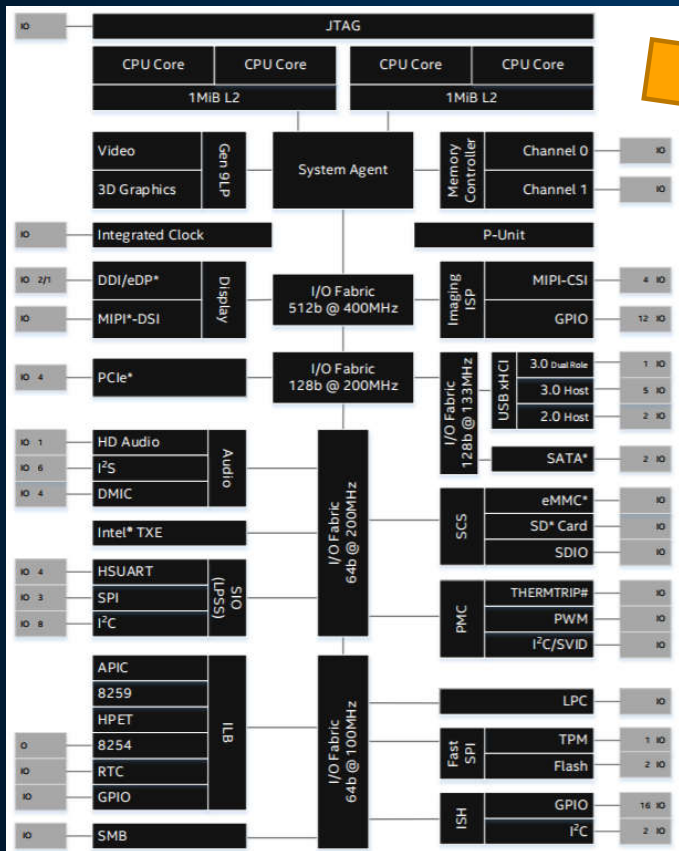 IO JTAG
CPU Core CPU Core CPU Core CPU Core
1MiB L2 1MiB L2
Video
3D Graphics
Gen 9LP
System Agent
Memory
Controller
Channel 0 IO
Channel 1 IO
IO Integrated Clock
P-Unit
IO 2/1 DDI/eDP*
IO MIPI*-DSI
Display
I/O Fabric
512b @ 400MHz
Imaging
ISP
MIPI-CSI 4 IO
GPIO 12 IO
IO 4 PCIe*
I/O Fabric
128b @ 200MHz
I/O Fabric
128b @ 133MHz
USB xHCI
3.0 Dual Role 1 IO
3.0 Host 5 IO
2.0 Host 2 IO
SATA* 2 IO
IO 1 HD Audio
IO 6 I²S
IO 4 DMIC
Audio
Intel® TXE
I/O Fabric
64b @ 200MHz
SCS
eMMC* IO
SD* Card IO
SDIO IO
IO 4 HSUART
IO 3 SPI
IO 8 I²C
SIO
(LPSS)
PMC
THERMTRIP# IO
PWM IO
I²C/SVID IO
APIC
8259
HPET
O 8254
IO RTC
IO GPIO
ILB
I/O Fabric
64b @ 100MHz
LPC IO
Fast
SPI
TPM 1 IO
Flash 2 IO
ISH
GPIO 16 IO
I²C 2 IO
IO SMB